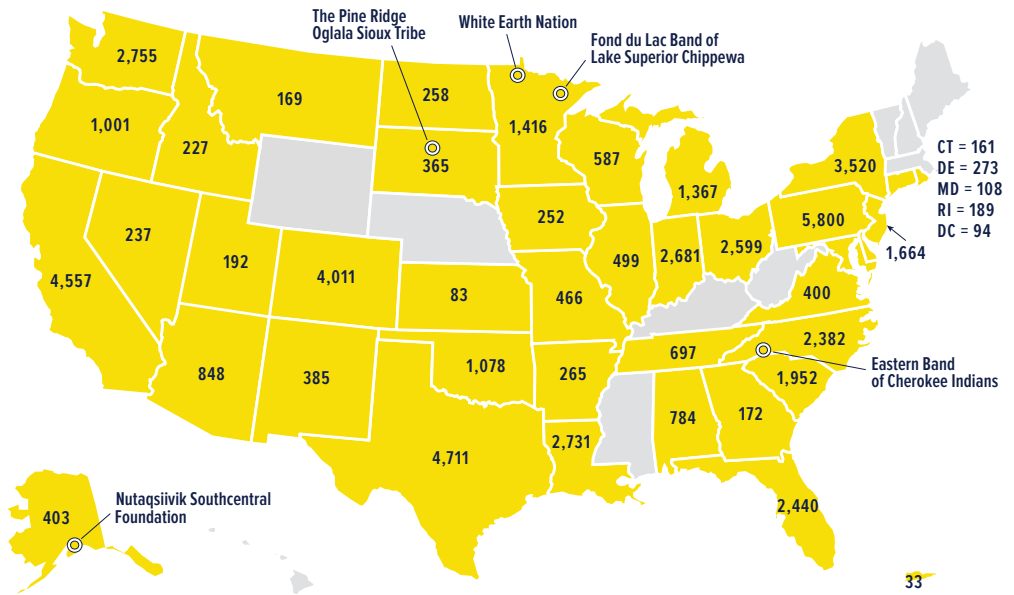 The Pine Ridge
Oglala Sioux Tribe
White Earth Nation
Fond du Lac Band of
Lake Superior Chippewa
2,755
169
258
1,001
1,416
227
365
587
3,520
1,367
CT = 161
DE = 273
MD = 108
RI = 189
DC = 94
252
5,800
237
192
4,011
499
2,681
2,599
1,664
4,557
83
466
400
697
2,382
848
385
1,078
265
1,952
Eastern Band
of Cherokee Indians
784
172
2,731
4,711
2,440
Nutaqsiivik Southcentral
Foundation
403
33